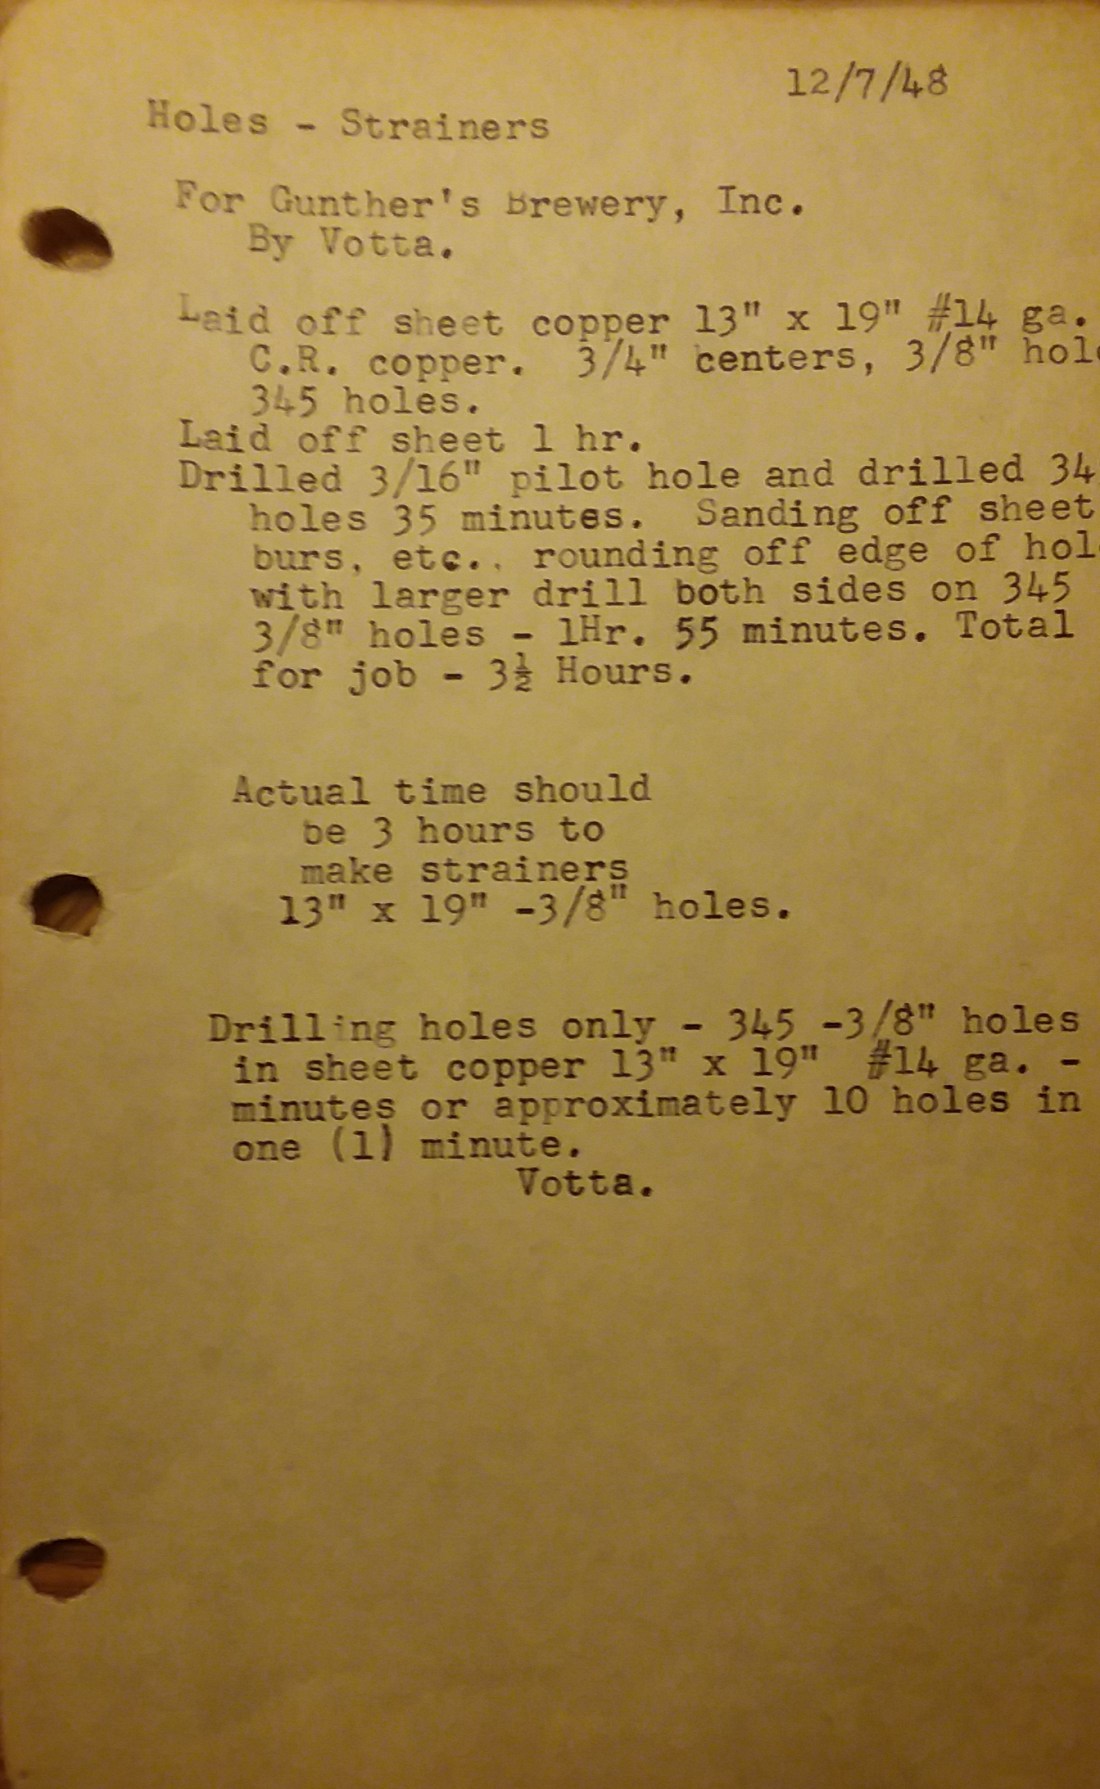 12/7/48
Holes - Strainers
For Gunther's Brewery, Inc.
By Votta.
Laid off sheet copper 13" x 19" #14 ga.
C.R. copper. 3/4" centers, 3/8"
345 holes.
Laid off sheet 1 hr.
Drilled 3/16" pilot hole and drilled 34
holes 35 minutes. Sanding off sheet
burs, etc.. rounding off edge of
with larger drill both sides on 345
3/8" holes - 1Hr. 55 minutes. Total
for job - 3½ Hours.
Actual time should
be 3 hours to
make strainers
13" x 19" -3/8" holes.
Drilling holes only - 345 -3/8" holes
in sheet copper 13" x 19" #14 ga. -
minutes or approximately 10 holes in
one (1) minute.
Votta.